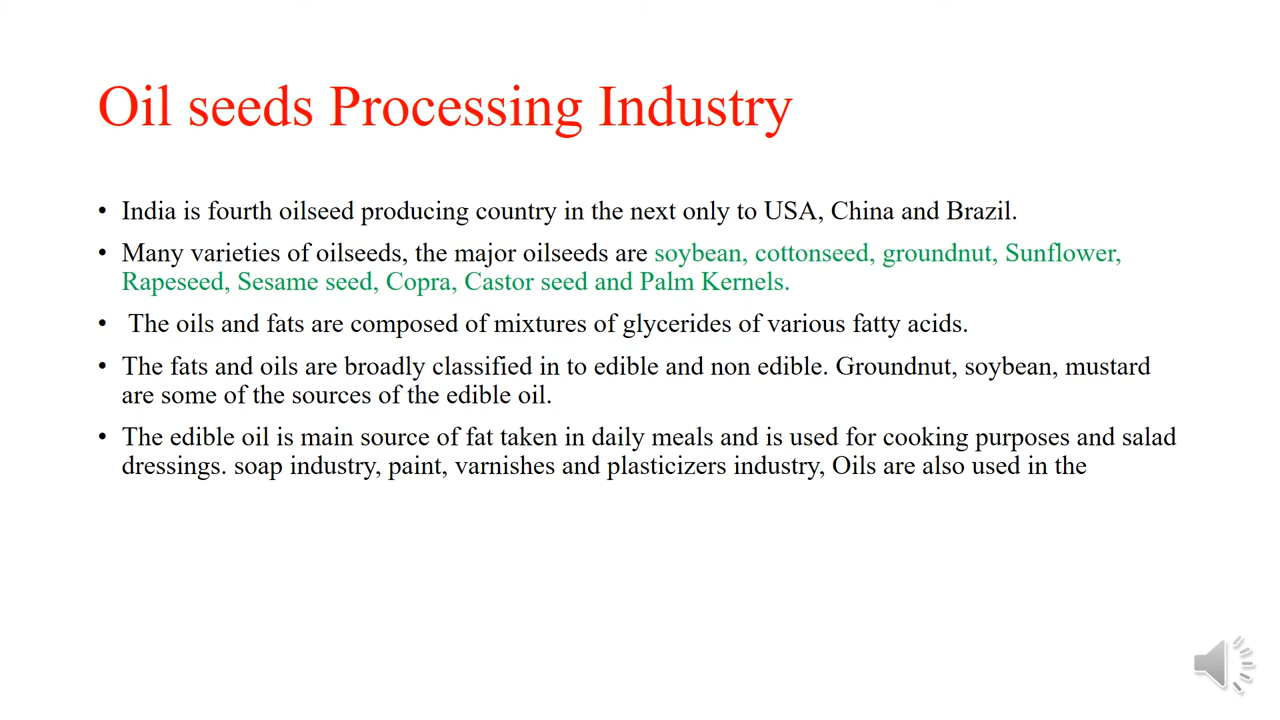 Oil seeds Processing Industry
• India is fourth oilseed producing country in the next only to USA, China and Brazil.
• Many varieties of oilseeds, the major oilseeds are soybean, cottonseed, groundnut, Sunflower,
Rapeseed, Sesame seed, Copra, Castor seed and Palm Kernels.
• The oils and fats are composed of mixtures of glycerides of various fatty acids.
• The fats and oils are broadly classified in to edible and non edible. Groundnut, soybean, mustard
are some of the sources of the edible oil.
• The edible oil is main source of fat taken in daily meals and is used for cooking purposes and salad
dressings. soap industry, paint, varnishes and plasticizers industry, Oils are also used in the